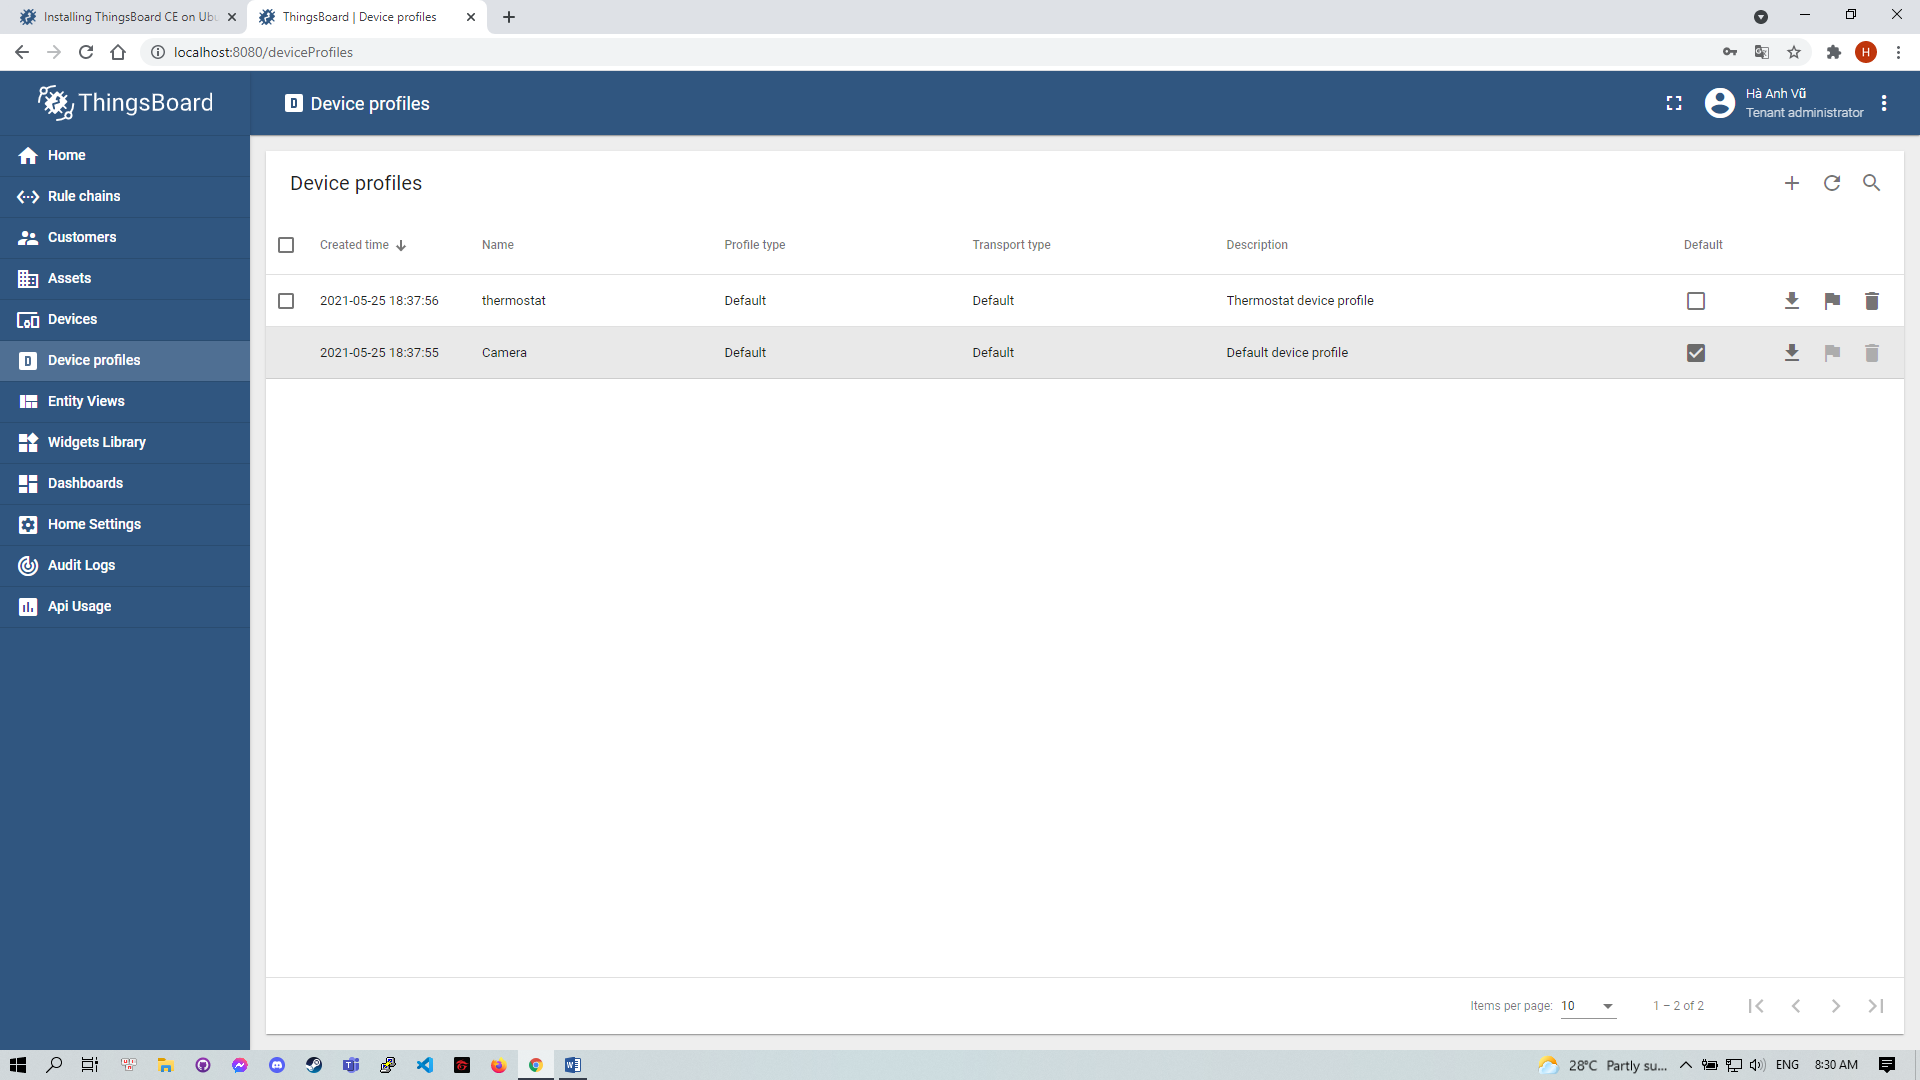 Installing ThingsBoard CE on Ubu
ThingsBoard | Device profiles
localhost:8080/deviceProfiles
H
ThingsBoard
Device profiles
Hà Anh Vũ
Tenant administrator
Home
Rule chains
Customers
Assets
Devices
Device profiles
Entity Views
Widgets Library
Dashboards
Home Settings
Audit Logs
Api Usage
Device profiles
Created time Name Profile type Transport type Description Default
2021-05-25 18:37:56 thermostat Default Default Thermostat device profile
2021-05-25 18:37:55 Camera Default Default Default device profile
Items per page: 10 1 – 2 of 2
28°C Partly su... ENG 8:30 AM